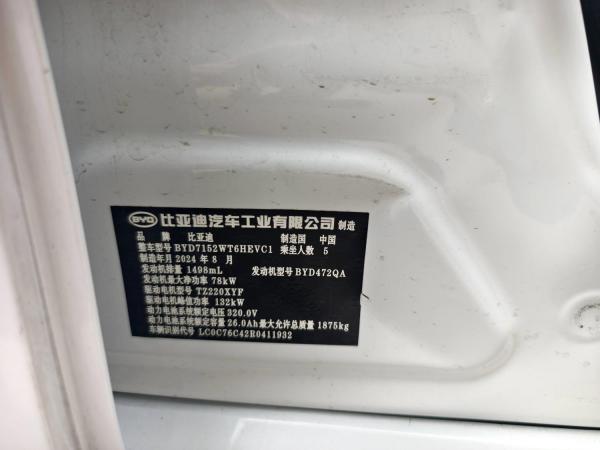 BYD 比亚迪汽车工业有限公司 制造
品 牌 比亚迪 制造国 中国
整车型号 BYD7152WT6HEVC1 乘坐人数 5
制造年月 2024 年 8 月
发动机排量 1498mL 发动机型号 BYD472QA
发动机最大净功率 78kW
驱动电机型号 TZ220XYF
驱动电机峰值功率 132kW
动力电池系统额定电压 320.0V
动力电池系统额定容量 26.0Ah 最大允许总质量 1875kg
车辆识别代号 LC0C76C42R0411932